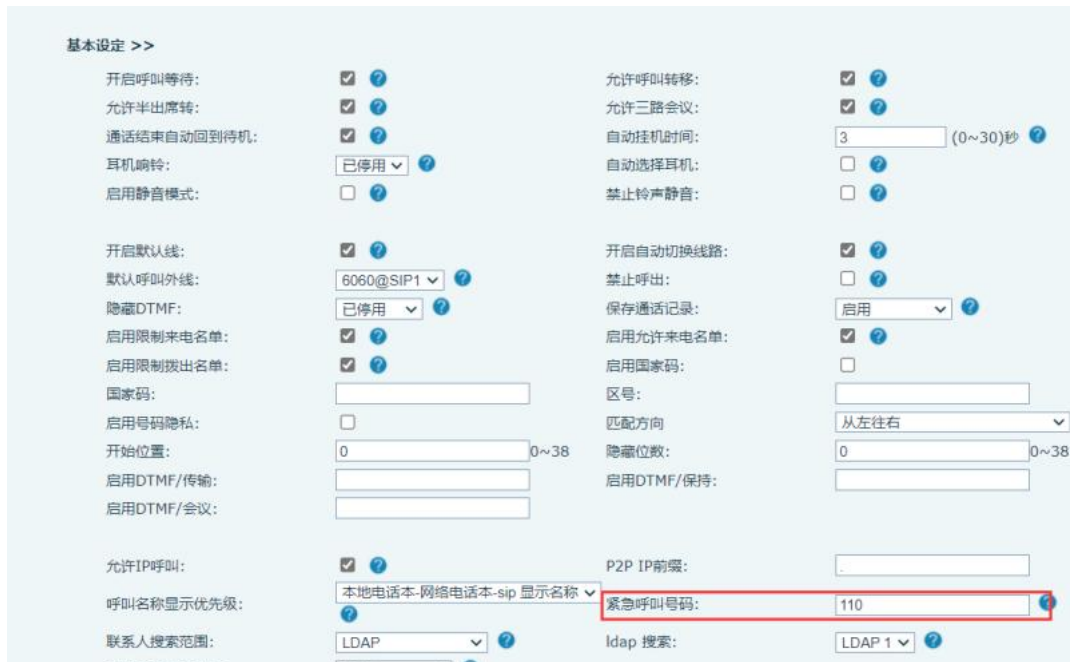 基本设定 >>
开启呼叫等待: 允许呼叫转移:
允许半出席转: 允许三路会议:
通话结束自动回到待机: 自动挂机时间: 3 (0~30)秒
耳机响铃: 已停用 自动选择耳机:
启用静音模式: 禁止铃声静音:
开启默认线: 开启自动切换线路:
默认呼叫外线: 6060@SIP1 禁止呼出:
隐藏DTMF: 已停用 保存通话记录: 启用
启用限制来电名单: 启用允许来电名单:
启用限制拨出名单: 启用国家码:
国家码: 区号:
启用号码隐私: 匹配方向 从左往右
开始位置: 0 0~38 隐藏位数: 0 0~38
启用DTMF/传输: 启用DTMF/保持:
启用DTMF/会议:
允许IP呼叫: P2P IP前缀: .
呼叫名称显示优先级: 本地电话本-网络电话本-sip 显示名称 紧急呼叫号码: 110
联系人搜索范围: LDAP ldap 搜索: LDAP 1